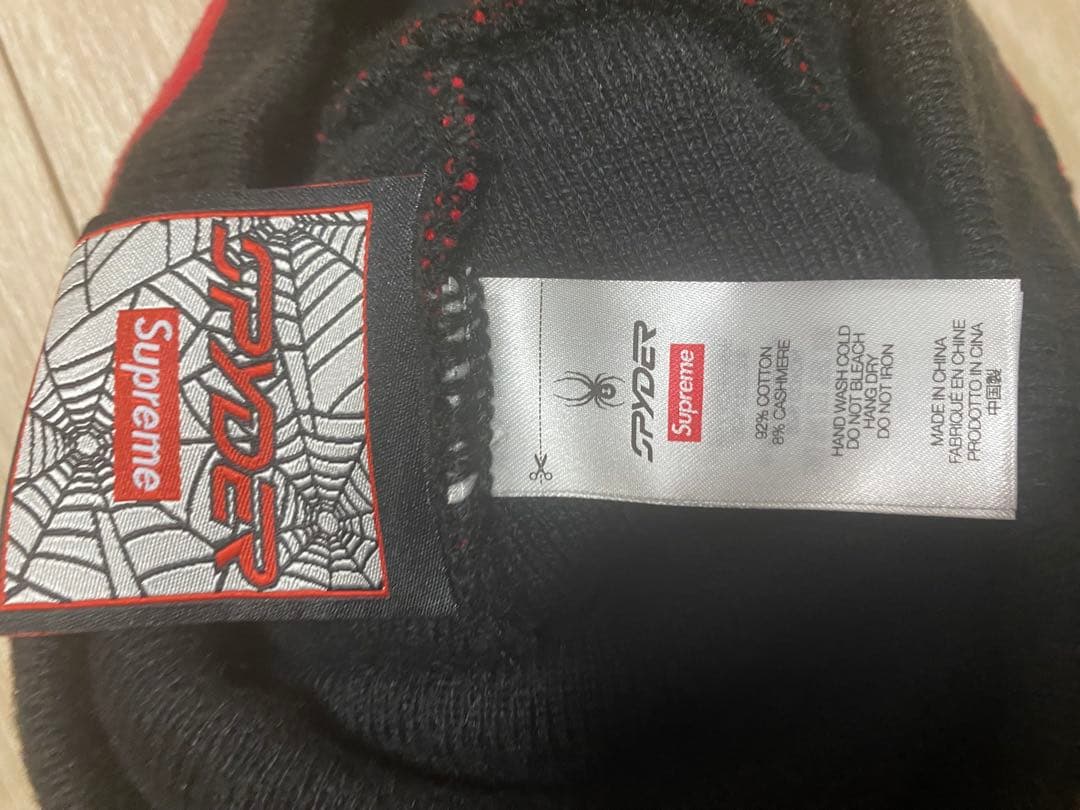 SPYDER
Supreme
SPYDER
Supreme
92% COTTON
8% CASHMERE
HAND WASH COLD
DO NOT BLEACH
HANG DRY
DO NOT IRON
MADE IN CHINA
FABRIQUÉ EN CHINE
PRODOTTO IN CINA
中国製